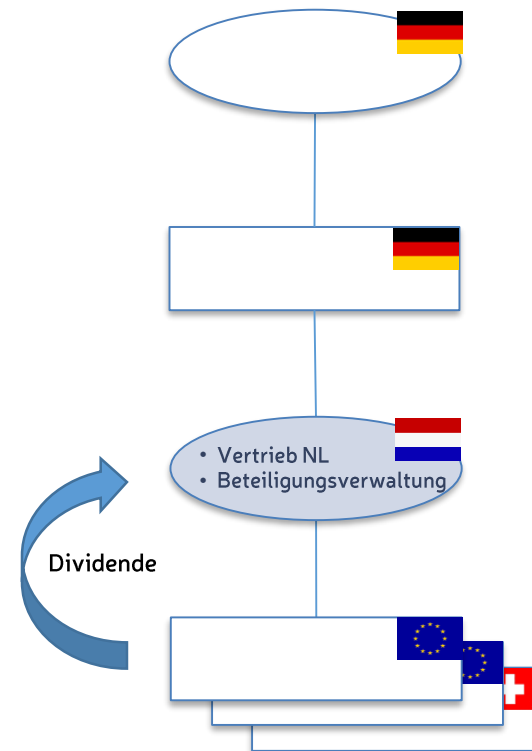 • Vertrieb NL
• Beteiligungsverwaltung
Dividende